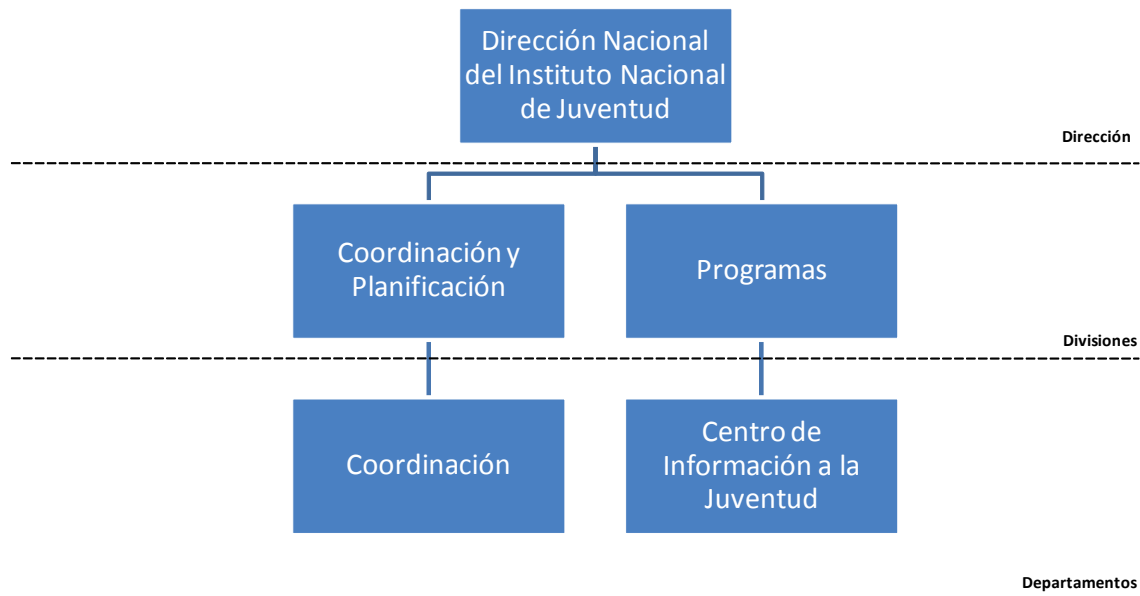 Dirección Nacional
del Instituto Nacional
de Juventud
Dirección
Coordinación y
Planificación
Programas
Divisiones
Coordinación
Centro de
Información a la
Juventud
Departamentos